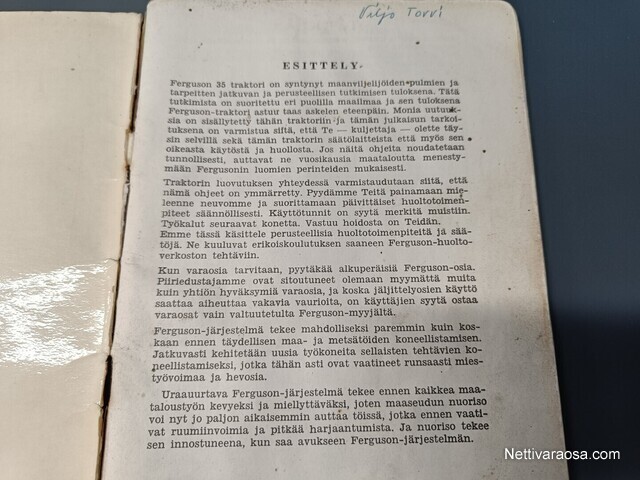 Viljo Torvi
ESITTELY
Ferguson 35 traktori on syntynyt maanviljelijöiden pulmien ja
tarpeitten jatkuvan ja perusteellisen tutkimisen tuloksena. Tätä
tutkimista on suoritettu eri puolilla maailmaa ja sen tuloksena
Ferguson-traktori astuu taas askelen eteenpäin. Monia uutuuk-
sia on sisällytetty tähän traktoriin ja tämän julkaisun tarkoi-
tuksena on varmistua siitä, että Te — kuljettaja — olette täy-
sin selvillä sekä tämän traktorin säätölaitteista että myös sen
oikeasta käytöstä ja huollosta. Jos näitä ohjeita noudatetaan
tunnollisesti, auttavat ne vuosikausia maataloutta menesty-
mään Fergusonin luomien perinteiden mukaisesti.
Traktorin luovutuksen yhteydessä varmistaudutaan siitä, että
nämä ohjeet on ymmärretty. Pyydämme Teitä painamaan mie-
leenne neuvomme ja suorittamaan päivittäiset huoltotoimen-
piteet säännöllisesti. Käyttötunnit on syytä merkitä muistiin.
Työkalut seuraavat konetta. Vastuu hoidosta on Teidän.
Emme tässä käsittele perusteellisia huoltotoimenpiteitä ja sää-
töjä. Ne kuuluvat erikoiskoulutuksen saaneen Ferguson-huolto-
verkoston tehtäviin.
Kun varaosia tarvitaan, pyytäkää alkuperäisiä Ferguson-osia.
Piiriedustajamme ovat sitoutuneet olemaan myymättä muita
kuin yhtiön hyväksymiä varaosia, ja koska jäljittelyosien käyttö
saattaa aiheuttaa vakavia vaurioita, on käyttäjien syytä ostaa
varaosat vain valtuutetulta Ferguson-myyjältä.
Ferguson-järjestelmä tekee mahdolliseksi paremmin kuin kos-
kaan ennen täydellisen maa- ja metsätöiden koneellistamisen.
Jatkuvasti kehitetään uusia työkoneita sellaisten tehtävien ko-
neellistamiseksi, jotka tähän asti ovat vaatineet runsaasti mies-
työvoimaa ja hevosia.
Uraauurtava Ferguson-järjestelmä tekee ennen kaikkea maa-
taloustyön kevyeksi ja miellyttäväksi, joten maaseudun nuoriso
voi nyt jo paljon aikaisemmin auttaa töissä, jotka ennen vaati-
vat ruumiinvoimia ja pitkää harjaantumista. Ja nuoriso tekee
sen innostuneena, kun saa avukseen Ferguson-järjestelmän.
Nettivaraosa.com